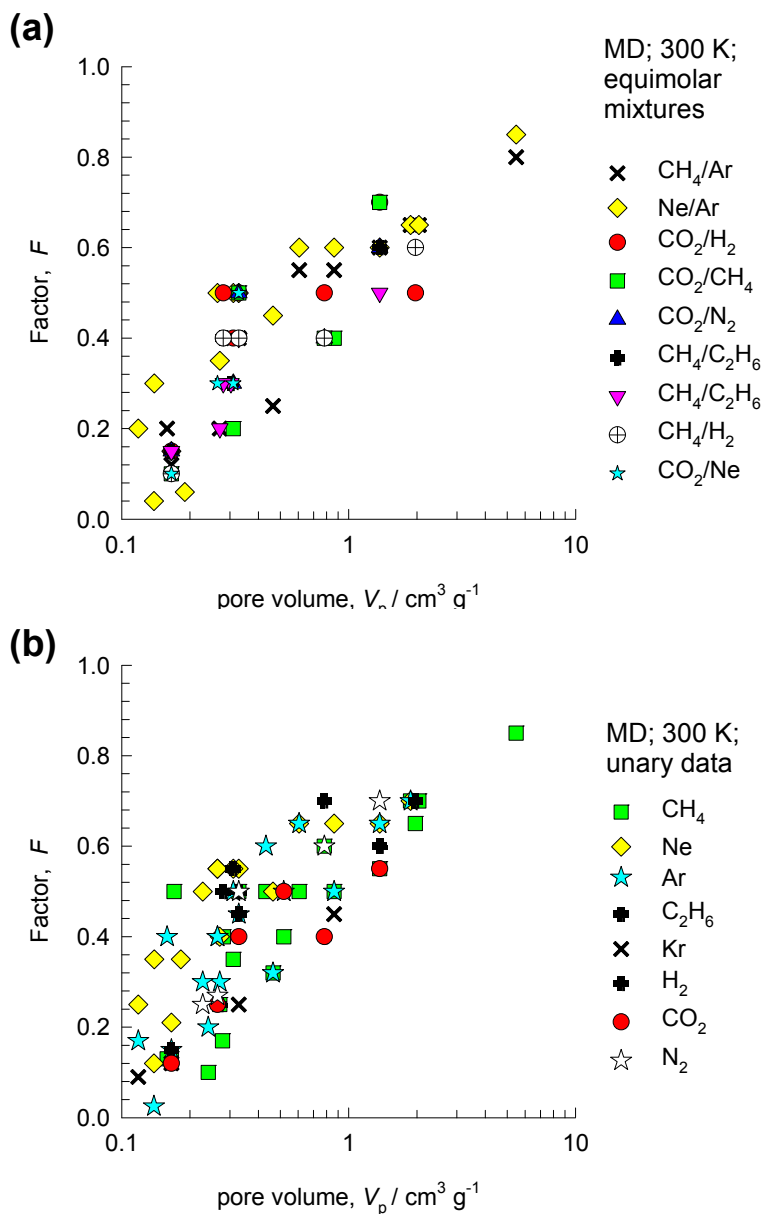 (a)
MD; 300 K;
equimolar
mixtures
CH4/Ar
Ne/Ar
CO2/H2
CO2/CH4
CO2/N2
CH4/C2H6
CH4/C2H6
CH4/H2
CO2/Ne
Factor, F
1.0
0.8
0.6
0.4
0.2
0.0
0.1
1
10
pore volume, Vp / cm3 g-1
(b)
MD; 300 K;
unary data
CH4
Ne
Ar
C2H6
Kr
H2
CO2
N2
Factor, F
1.0
0.8
0.6
0.4
0.2
0.0
0.1
1
10
pore volume, Vp / cm3 g-1